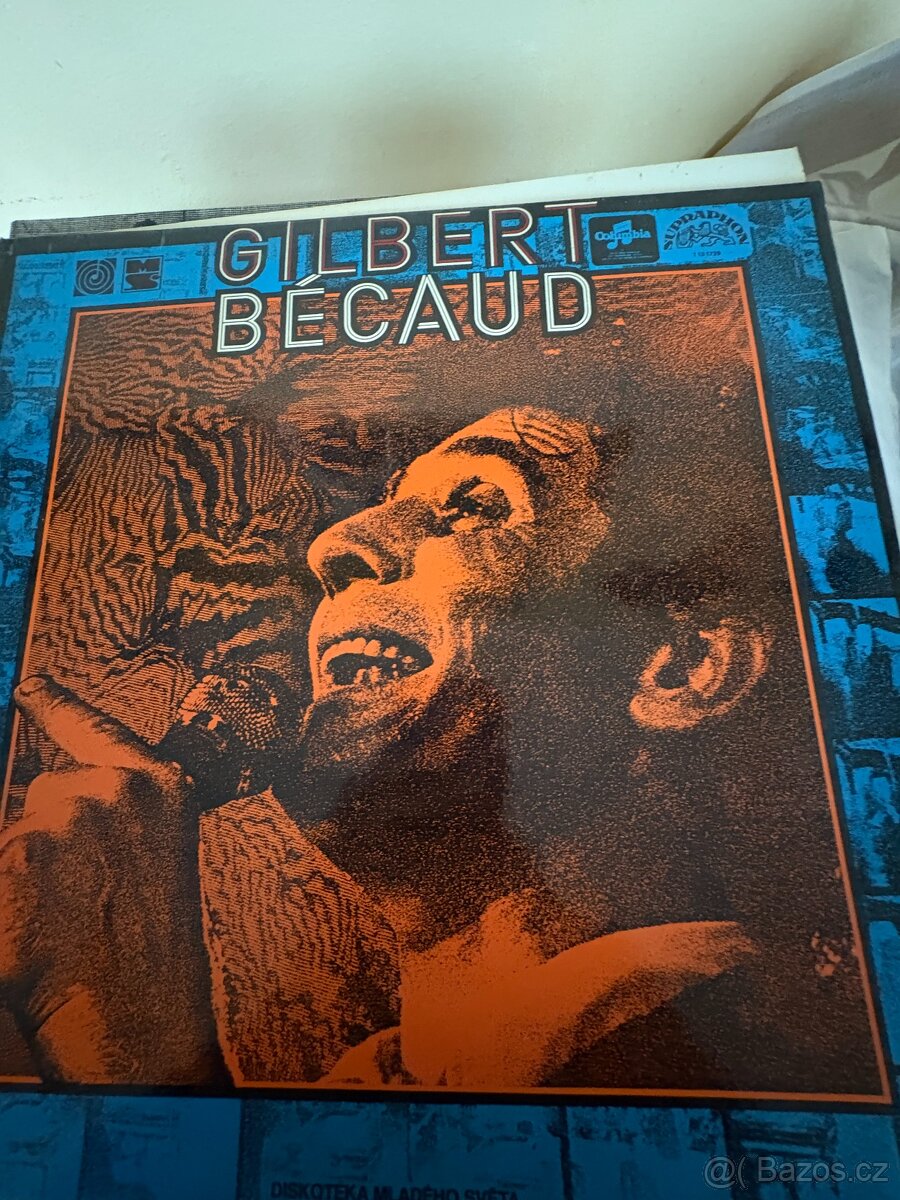 GILBERT
BÉCAUD
Columbia
SUPRAPHON
DISKOTÉKA MLADÉHO SVĚTA
@( Bazos.cz